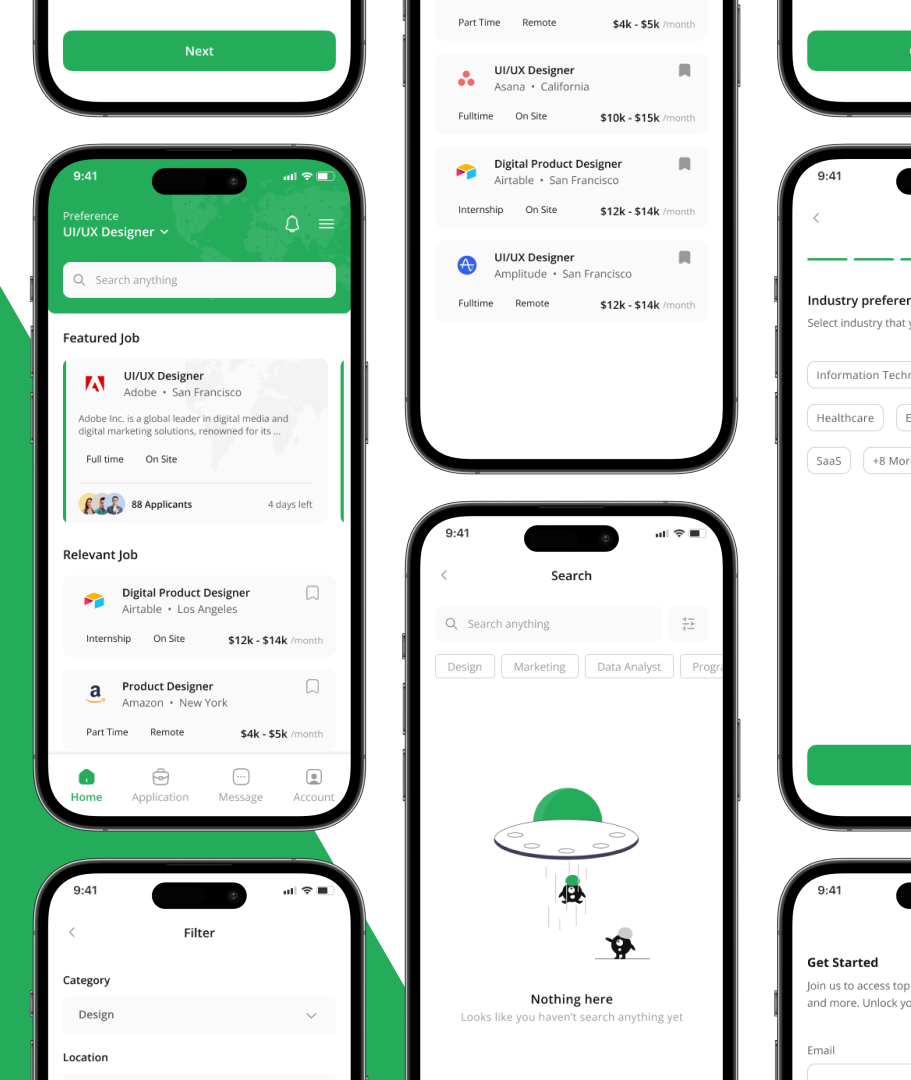 Next
9:41
Preference
UI/UX Designer
Search anything
Featured Job
UI/UX Designer
Adobe • San Francisco
Adobe Inc. is a global leader in digital media and
digital marketing solutions, renowned for its ...
Full time On Site
88 Applicants 4 days left
Relevant Job
Digital Product Designer
Airtable • Los Angeles
Internship On Site $12k - $14k /month
a
Product Designer
Amazon • New York
Part Time Remote $4k - $5k /month
Home Application Message Account
9:41
Filter
Category
Design
Location
Part Time Remote $4k - $5k /month
UI/UX Designer
Asana • California
Fulltime On Site $10k - $15k /month
Digital Product Designer
Airtable • San Francisco
Internship On Site $12k - $14k /month
UI/UX Designer
Amplitude • San Francisco
Fulltime Remote $12k - $14k /month
9:41
Search
Search anything
Design Marketing Data Analyst Progra
Nothing here
Looks like you haven't search anything yet
9:41
Industry preferen
Select industry that
Information Techn
Healthcare E
SaaS +8 Mor
9:41
Get Started
Join us to access top
and more. Unlock yo
Email